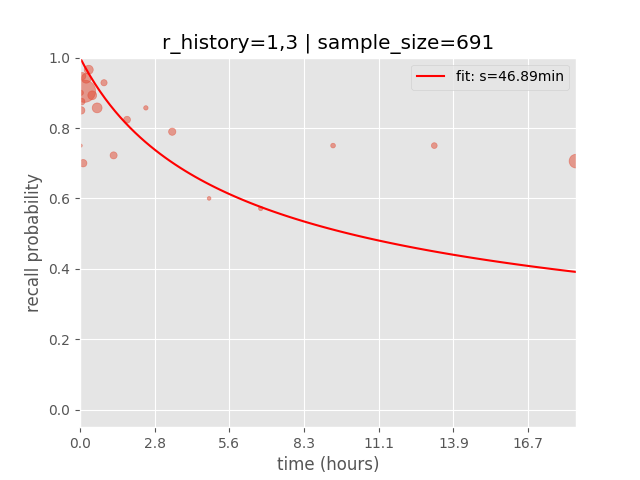 r_history=1,3 | sample_size=691
fit: s=46.89min
1.0
0.8
0.6
0.4
0.2
0.0
recall probability
0.0 2.8 5.6 8.3 11.1 13.9 16.7
time (hours)